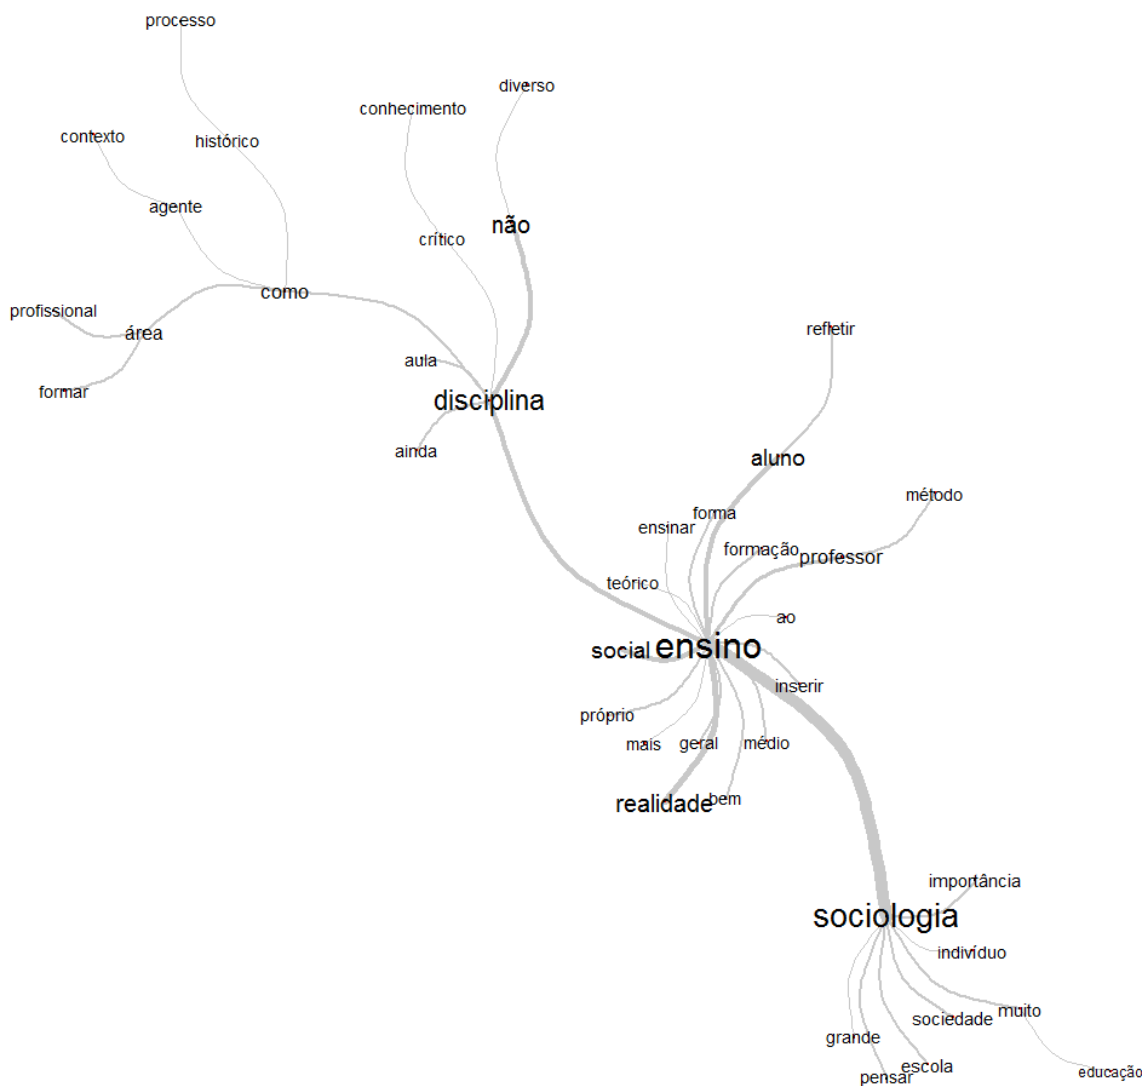 processo
diverso
conhecimento
contexto
histórico
agente
não
crítico
como
profissional
área
refletir
aula
formar
disciplina
ainda
aluno
método
forma
ensinar
formação
professor
teórico
ao
social
ensino
inserir
próprio
mais
geral
médio
realidade
bem
importância
sociologia
indivíduo
muito
sociedade
grande
escola
educação
pensar